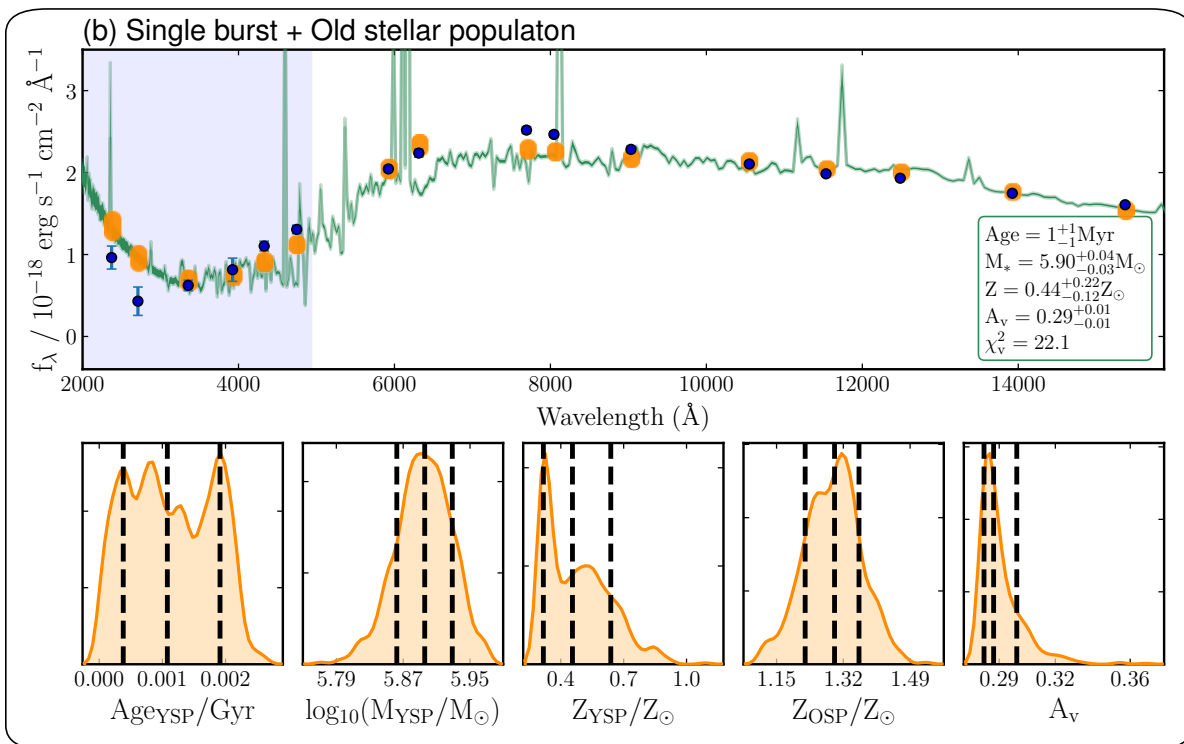 (b) Single burst + Old stellar populaton
f_λ / 10⁻¹⁸ erg s⁻¹ cm⁻² Å⁻¹
3
2
1
0
Age = 1⁺¹₋₁Myr
M_* = 5.90^{+0.04}_{-0.03}M_⊙
Z = 0.44^{+0.22}_{-0.12}Z_⊙
A_v = 0.29^{+0.01}_{-0.01}
χ²_v = 22.1
2000 4000 6000 8000 10000 12000 14000
Wavelength (Å)
0.000 0.001 0.002
Age_YSP/Gyr
5.79 5.87 5.95
log₁₀(M_YSP/M_⊙)
0.4 0.7 1.0
Z_YSP/Z_⊙
1.15 1.32 1.49
Z_OSP/Z_⊙
0.29 0.32 0.36
A_v